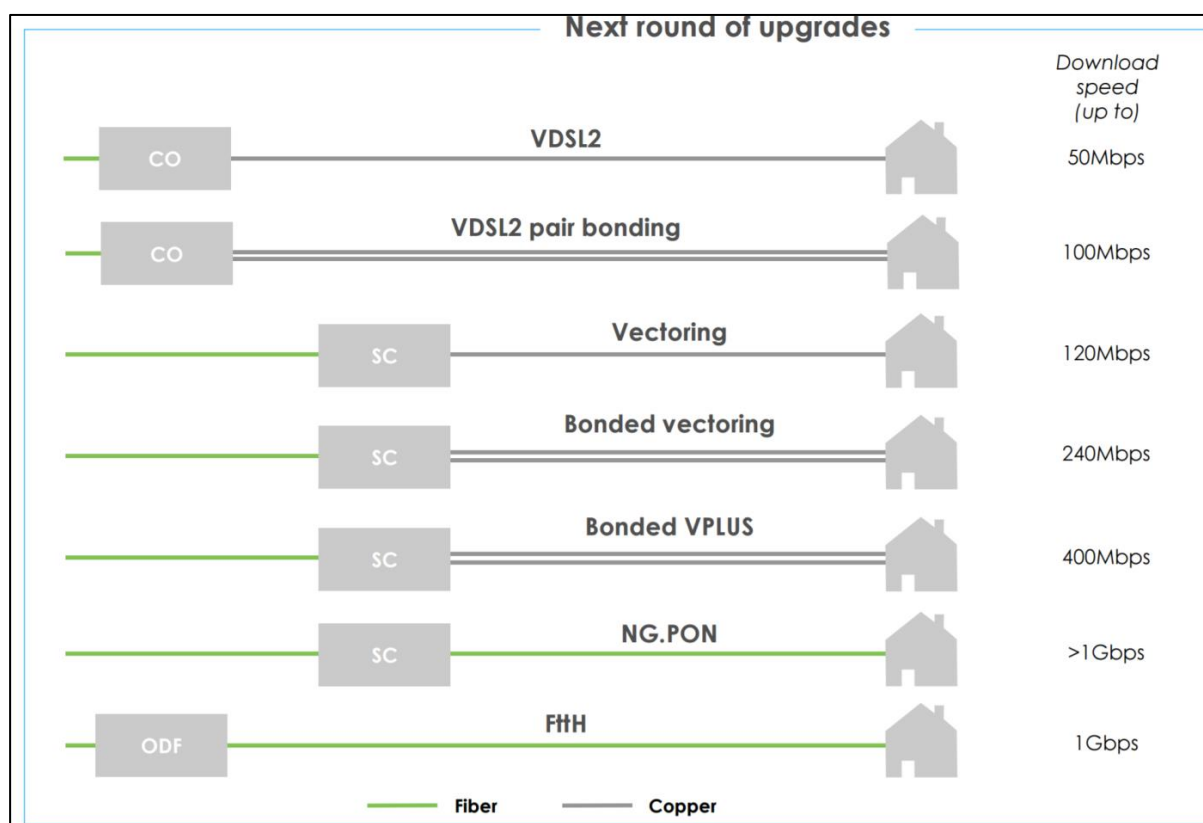 Next round of upgrades
Download
speed
(up to)
VDSL2
CO
50Mbps
VDSL2 pair bonding
CO
100Mbps
Vectoring
SC
120Mbps
Bonded vectoring
SC
240Mbps
Bonded VPLUS
SC
400Mbps
NG.PON
SC
>1Gbps
FttH
ODF
1Gbps
Fiber
Copper